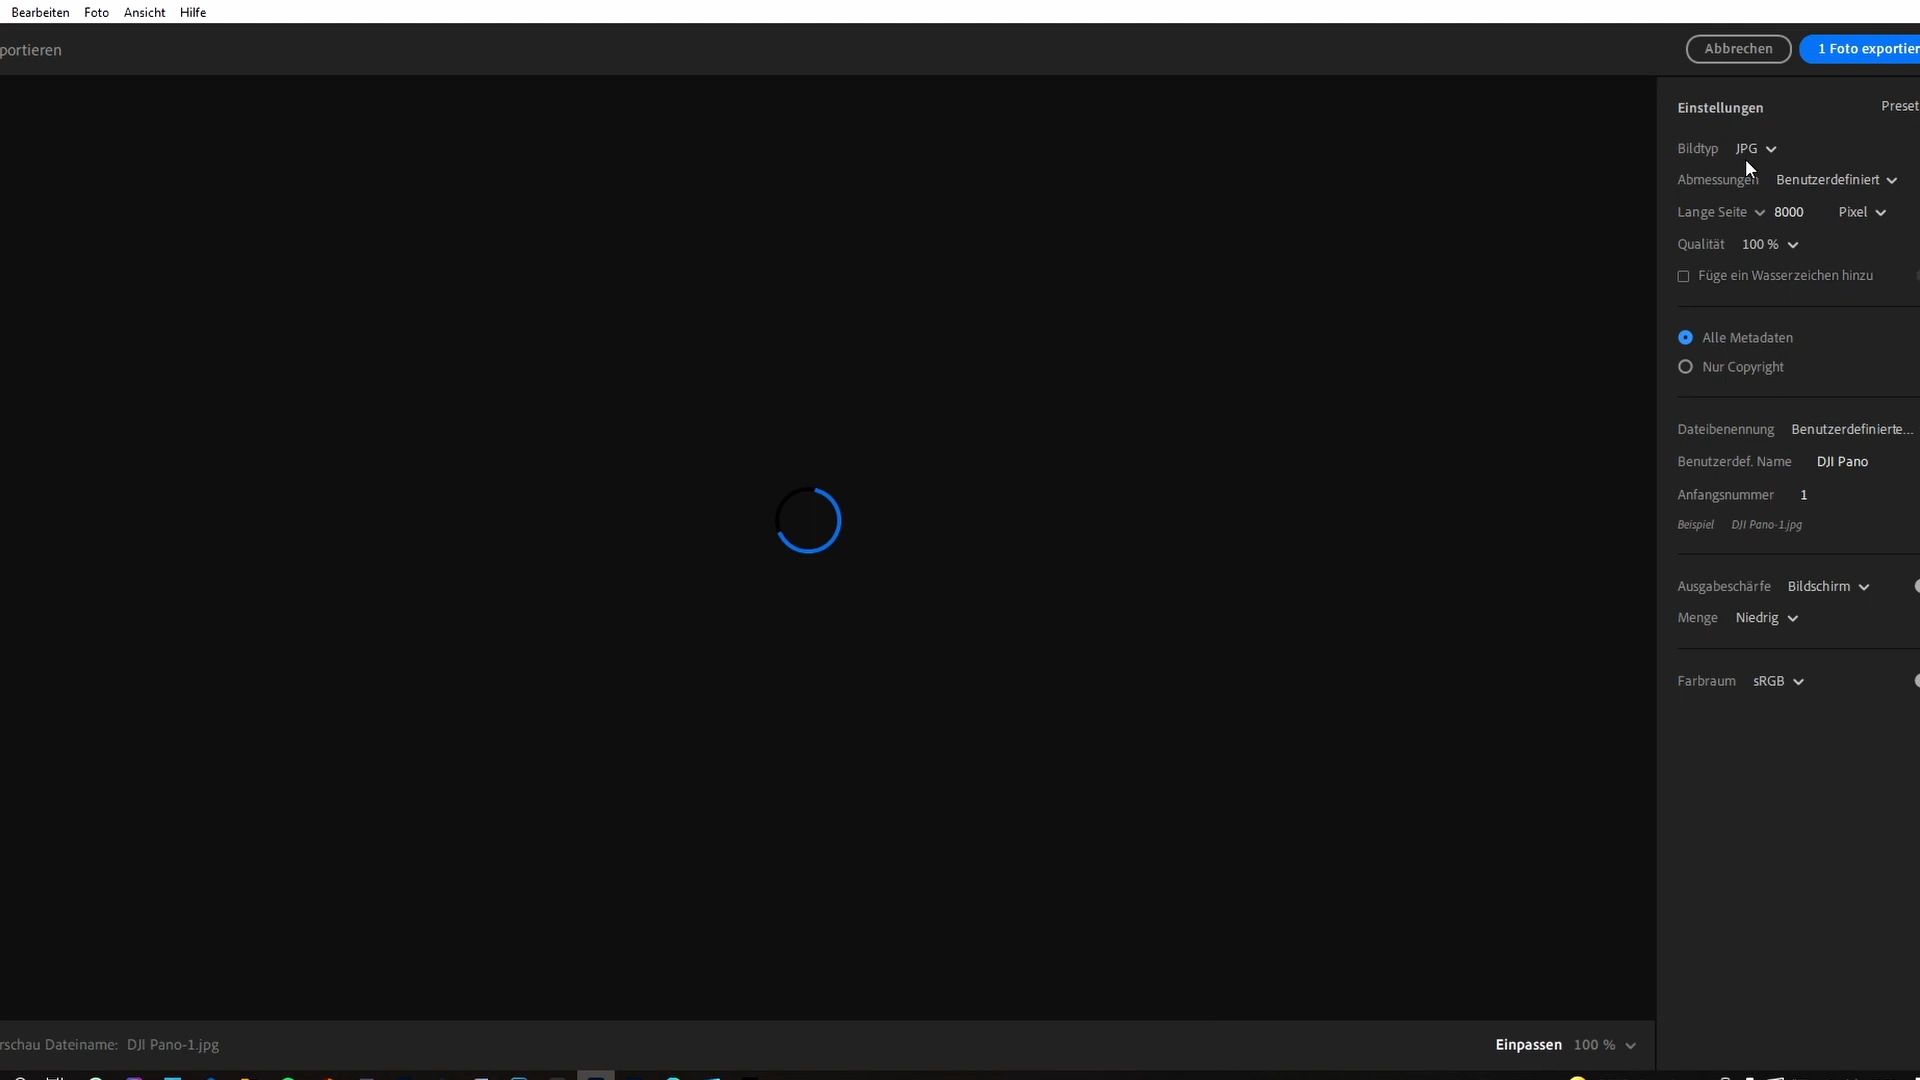 Bearbeiten Foto Ansicht Hilfe
portieren
Abbrechen 1 Foto exportier
Einstellungen Preset
Bildtyp JPG
Abmessungen Benutzerdefiniert
Lange Seite 8000 Pixel
Qualität 100 %
Füge ein Wasserzeichen hinzu
Alle Metadaten
Nur Copyright
Dateibenennung Benutzerdefinierte...
Benutzerdef. Name DJI Pano
Anfangsnummer 1
Beispiel DJI Pano-1.jpg
Ausgabeschärfe Bildschirm
Menge Niedrig
Farbraum sRGB
rschau Dateiname: DJI Pano-1.jpg
Einpassen 100 %